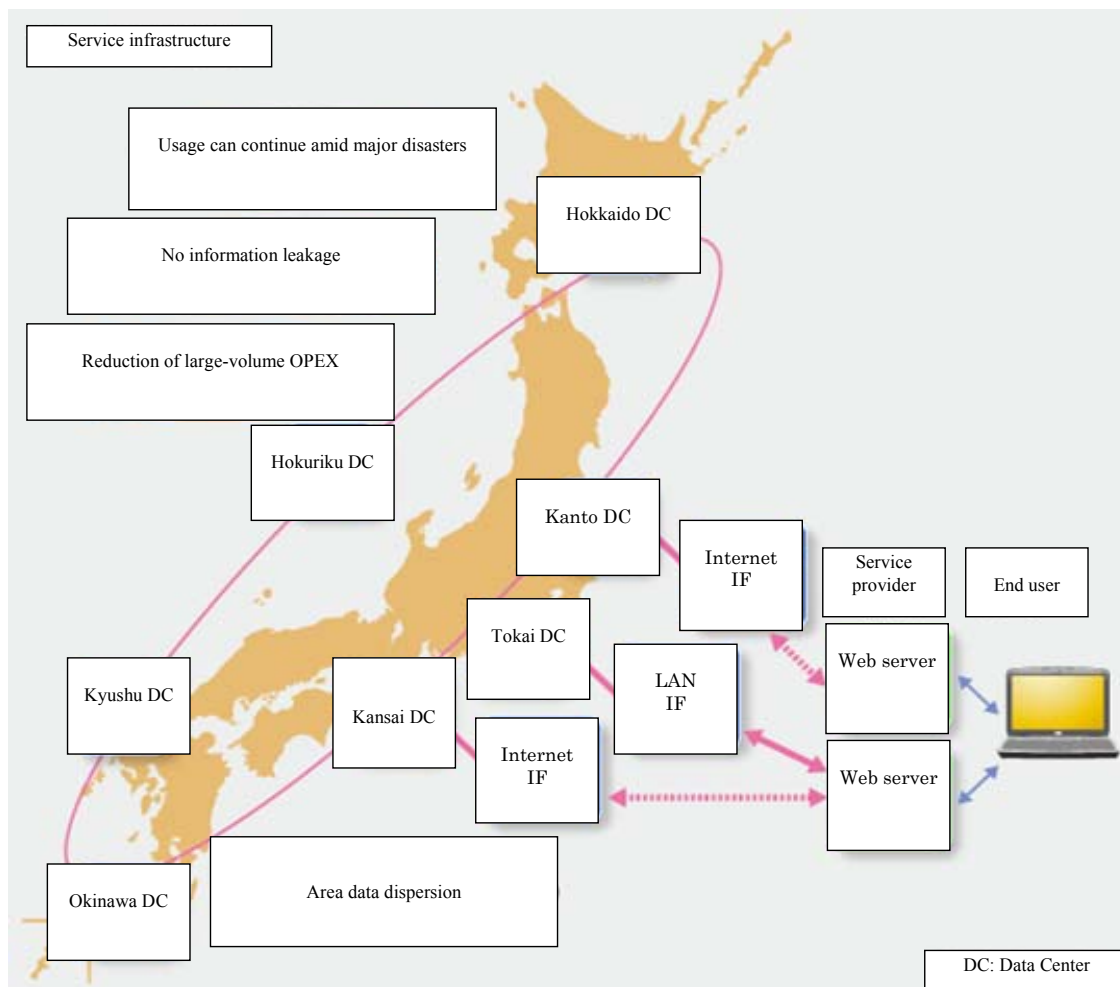 Service infrastructure
Usage can continue amid major disasters
Hokkaido DC
No information leakage
Reduction of large-volume OPEX
Hokuriku DC
Kanto DC
Internet
IF
Service
provider
End user
Tokai DC
Web server
Kyushu DC
Kansai DC
LAN
IF
Internet
IF
Web server
Okinawa DC
Area data dispersion
DC: Data Center